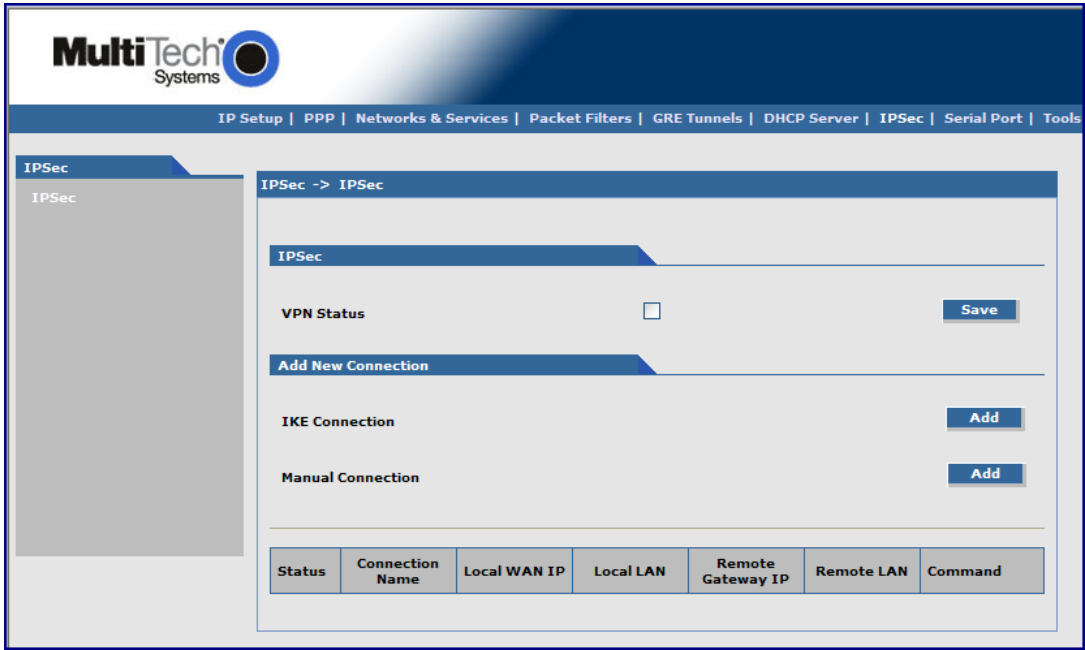 MultiTech
Systems
IP Setup | PPP | Networks & Services | Packet Filters | GRE Tunnels | DHCP Server | IPSec | Serial Port | Tools
IPSec
IPSec
IPSec -> IPSec
IPSec
VPN Status
Save
Add New Connection
IKE Connection
Add
Manual Connection
Add
Status
Connection
Name
Local WAN IP
Local LAN
Remote
Gateway IP
Remote LAN
Command